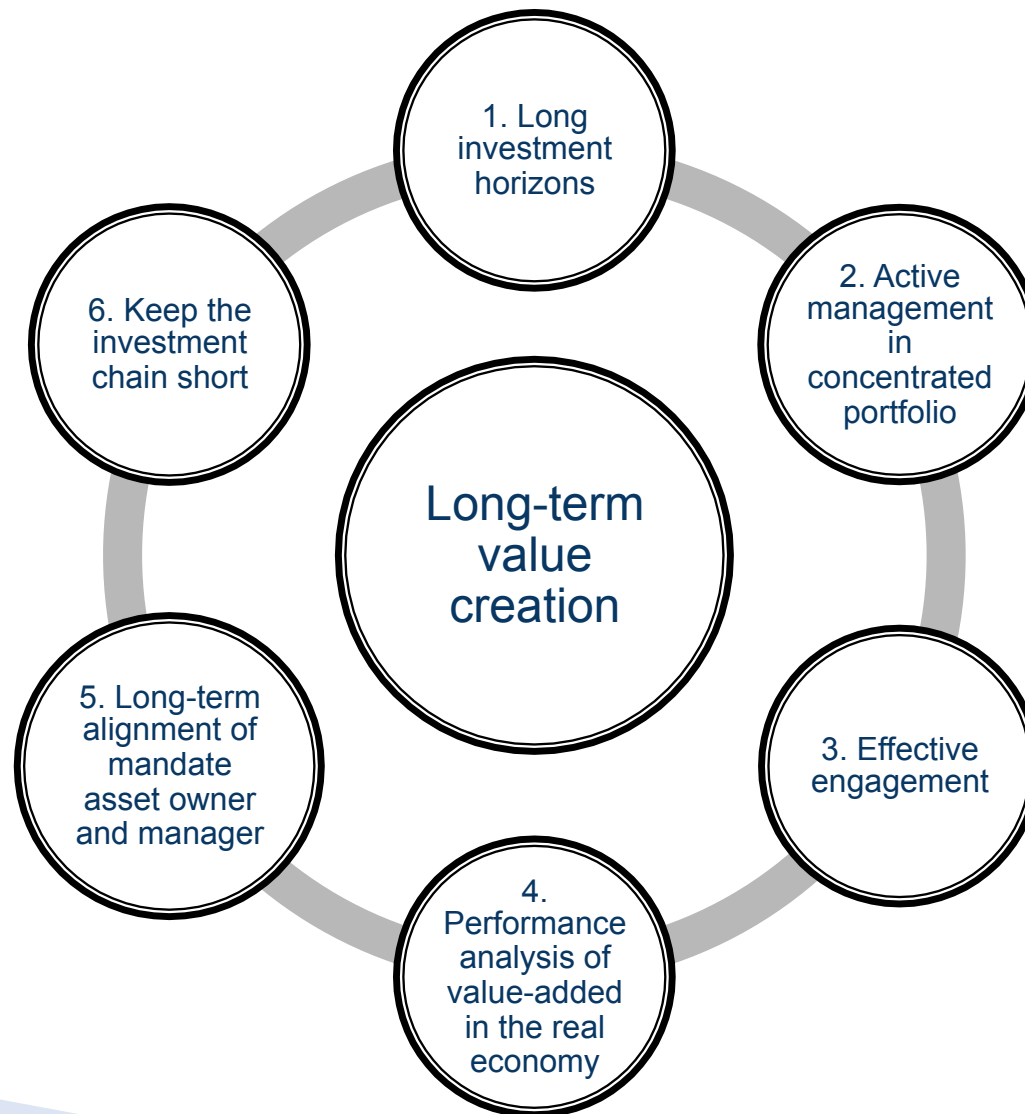 1. Long
investment
horizons
2. Active
management
in
concentrated
portfolio
3. Effective
engagement
4.
Performance
analysis of
value-added
in the real
economy
5. Long-term
alignment of
mandate
asset owner
and manager
6. Keep the
investment
chain short
Long-term
value
creation